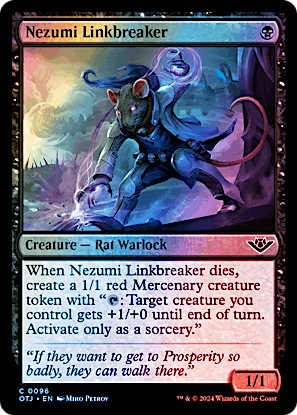 Nezumi Linkbreaker
Creature — Rat Warlock
When Nezumi Linkbreaker dies,
create a 1/1 red Mercenary creature
token with “: Target creature you
control gets +1/+0 until end of turn.
Activate only as a sorcery.”
“If they want to get to Prosperity so
badly, they can walk there.”
1/1
C 0096
OTJ • EN Miro Petrov
™ & © 2024 Wizards of the Coast